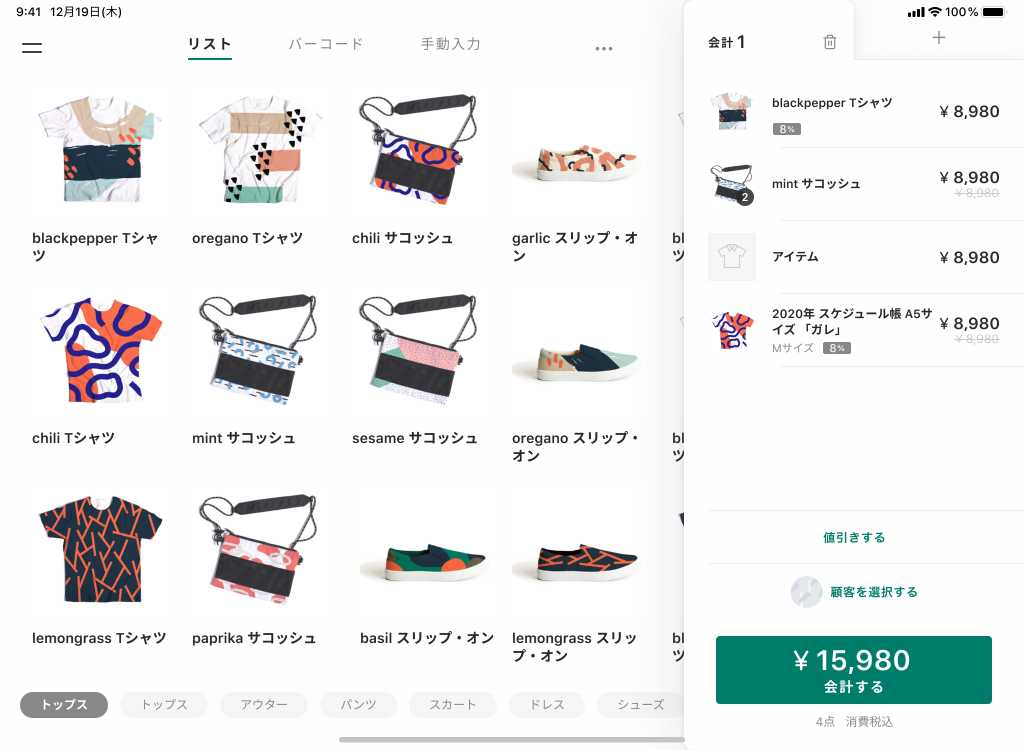 9:41 12月19日(木)
100%
リスト
バーコード
手動入力
会計 1
blackpepper Tシャ
ツ
oregano Tシャツ
chili サコッシュ
garlic スリップ・オ
ン
bl
ツ
chili Tシャツ
mint サコッシュ
sesame サコッシュ
oregano スリップ・
オン
bl
ツ
lemongrass Tシャツ
paprika サコッシュ
basil スリップ・オン
lemongrass スリッ
プ・オン
bl
ツ
トップス
トップス
アウター
パンツ
スカート
ドレス
シューズ
blackpepper Tシャツ
¥ 8,980
8%
mint サコッシュ
2
¥ 8,980
¥ 8,980
アイテム
¥ 8,980
2020年 スケジュール帳 A5サ
イズ 「ガレ」
¥ 8,980
¥ 8,980
Mサイズ 8%
値引きする
顧客を選択する
¥ 15,980
会計する
4点 消費税込